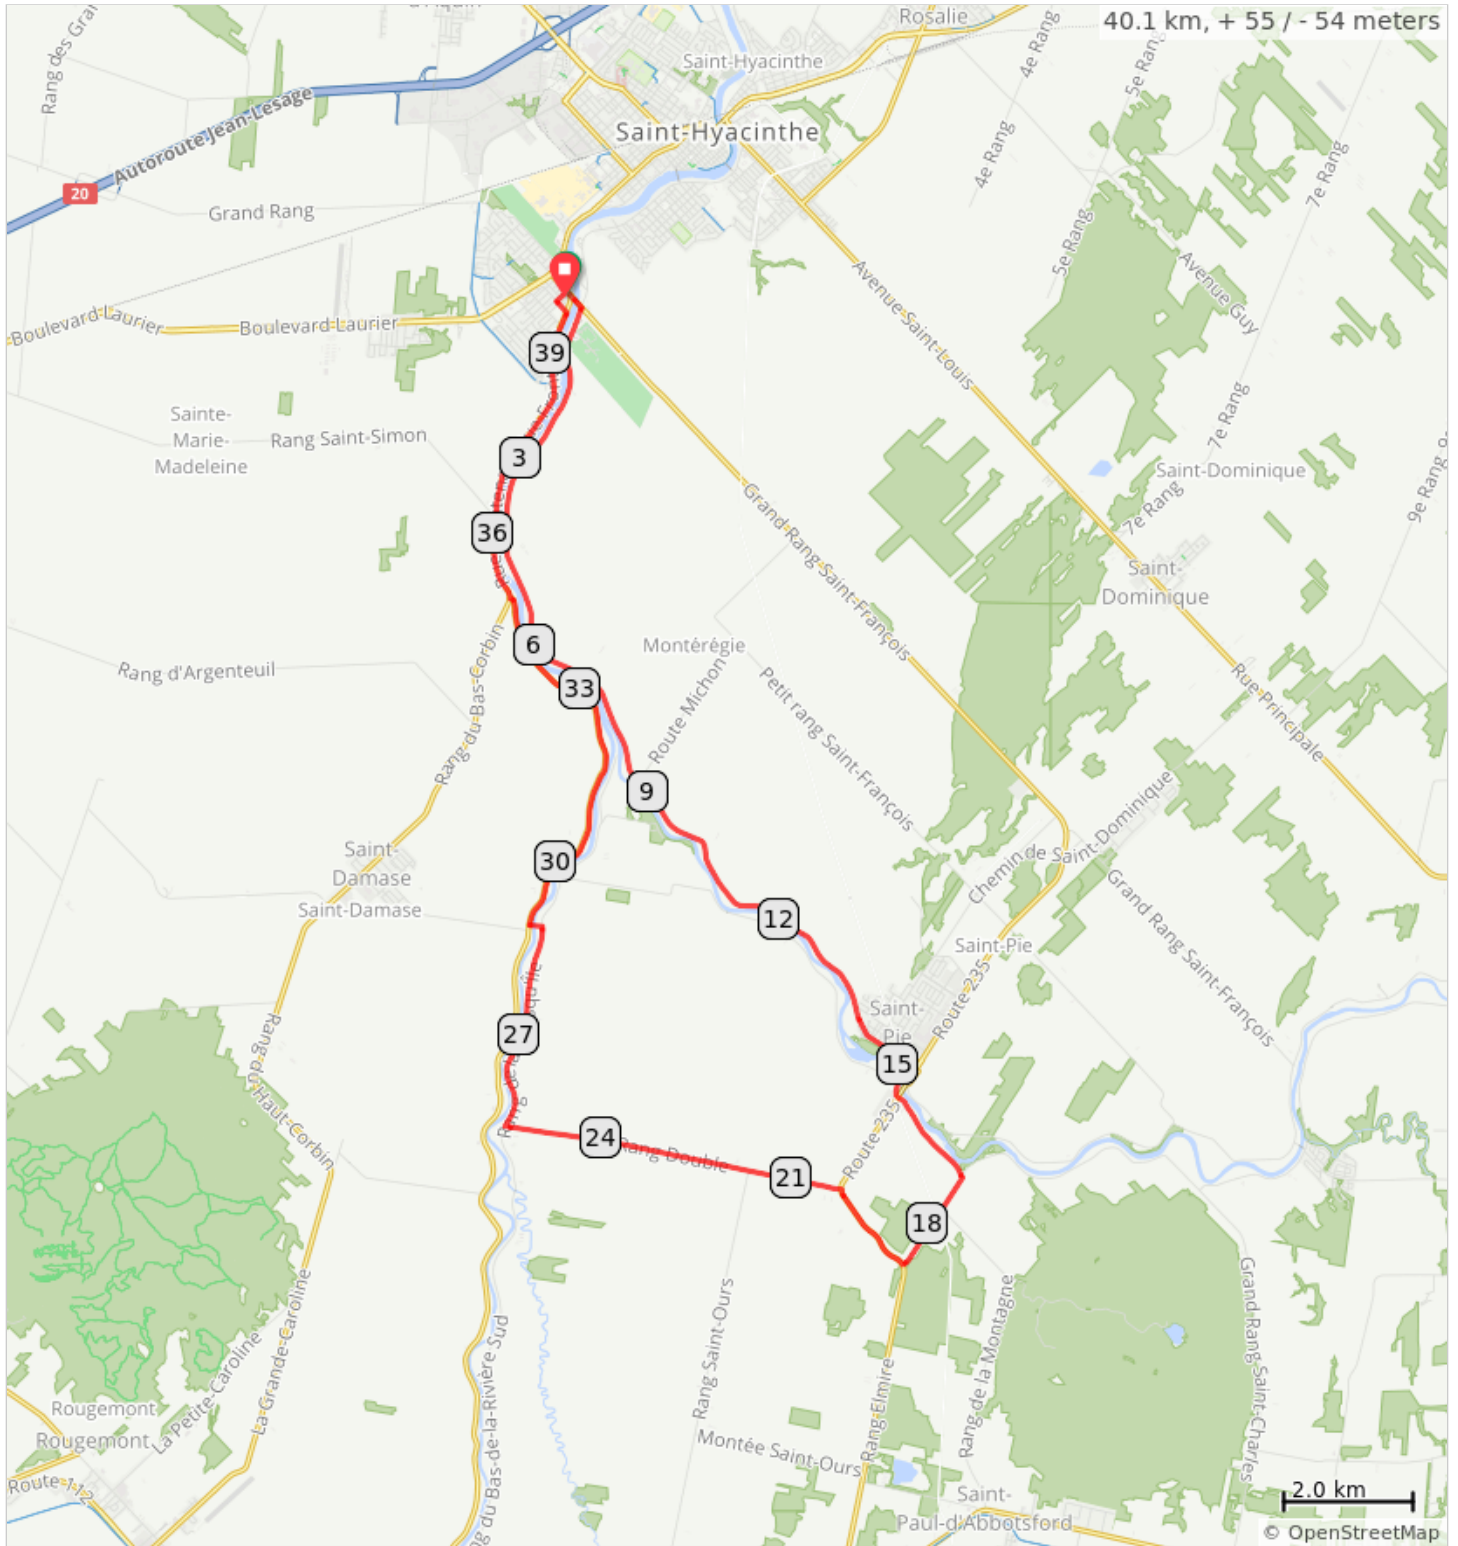 d'Aquin
Rosalie
40.1 km, + 55 / - 54 meters
Rang des Gra
4e Rang
5e Rang
Saint-Hyacinthe
Autoroute Jean-Lesage
Saint-Hyacinthe
4e Rang
7e Rang
20
Grand Rang
5e Rang
Avenue Guy
Boulevard Laurier
Boulevard Laurier
Avenue Saint-Louis
39
Sainte-
Marie-
Madeleine
Rang Saint-Simon
7e Rang
3
Saint-Dominique
7e Rang
9e Rang
36
Grand Rang Saint-François
Saint-
Dominique
6
Montérégie
Rang d'Argenteuil
Rang du Bas-Corbin
33
Route Michon
Petit rang Saint-François
Rue Principale
9
Saint-
Damase
30
Chemin de Saint-Dominique
Saint-Damase
12
Grand Rang Saint-François
Saint-Pie
Route 235
Saint-
Pie
27
15
Rang du Haut-Corbin
24
Rang Double
Route 235
21
18
Grand Rang Saint-Charles
La Grande-Caroline
La Petite-Caroline
Rang Saint-Ours
Rang de la Montagne
Rang Elmire
ng du Bas-de-la-Rivière Sud
Rougemont
Rougemont
Montée Saint-Ours
Route 112
Saint-
Paul-d'Abbotsford
2.0 km
© OpenStreetMap